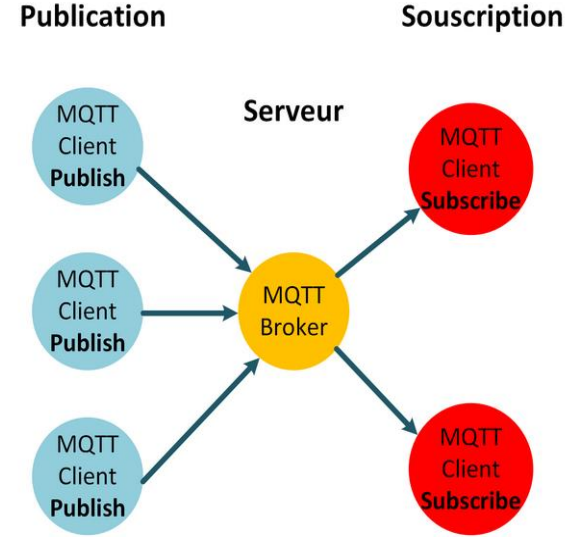 Publication
Souscription
Serveur
MQTT
Client
Publish
MQTT
Client
Publish
MQTT
Client
Publish
MQTT
Broker
MQTT
Client
Subscribe
MQTT
Client
Subscribe